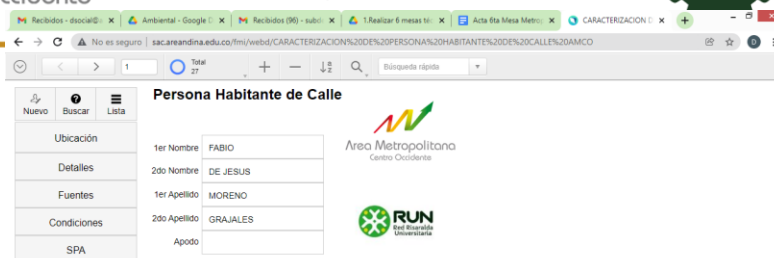 Recibidos - dsocial@
Ambiental - Google D
Recibidos (96) - subdi
1.Realizar 6 mesas téc
Acta 6ta Mesa Metrop
CARACTERIZACION D
No es seguro | sac.areandina.edu.co/fmi/webd/CARACTERIZACION%20DE%20PERSONA%20HABITANTE%20DE%20CALLE%20AMCO
1
Total
27
Búsqueda rápida
Nuevo Buscar Lista
Persona Habitante de Calle
Ubicación
Detalles
Fuentes
Condiciones
SPA
1er Nombre FABIO
2do Nombre DE JESUS
1er Apellido MORENO
2do Apellido GRAJALES
Apodo
Area Metropolitana
Centro Occidente
RUN
Red Risaralda
Universitaria